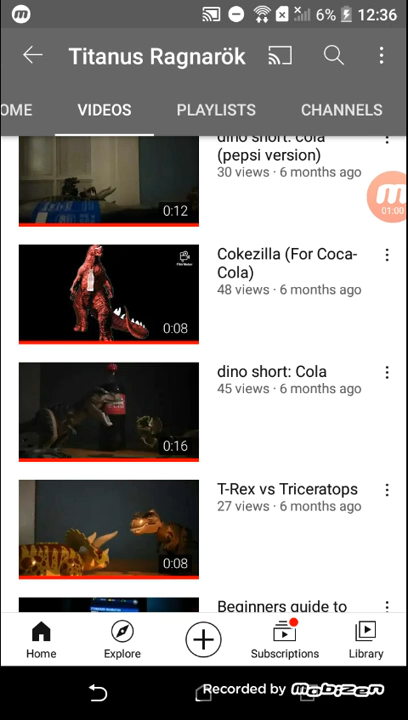 6% 12:36
Titanus Ragnarök
OME VIDEOS PLAYLISTS CHANNELS
dino short: cola
(pepsi version)
30 views · 6 months ago
0:12
01:00
Cokezilla (For Coca-
Cola)
48 views · 6 months ago
0:08
dino short: Cola
45 views · 6 months ago
0:16
T-Rex vs Triceratops
27 views · 6 months ago
0:08
Beginners guide to
Home Explore Subscriptions Library
Recorded by MOBIZEN